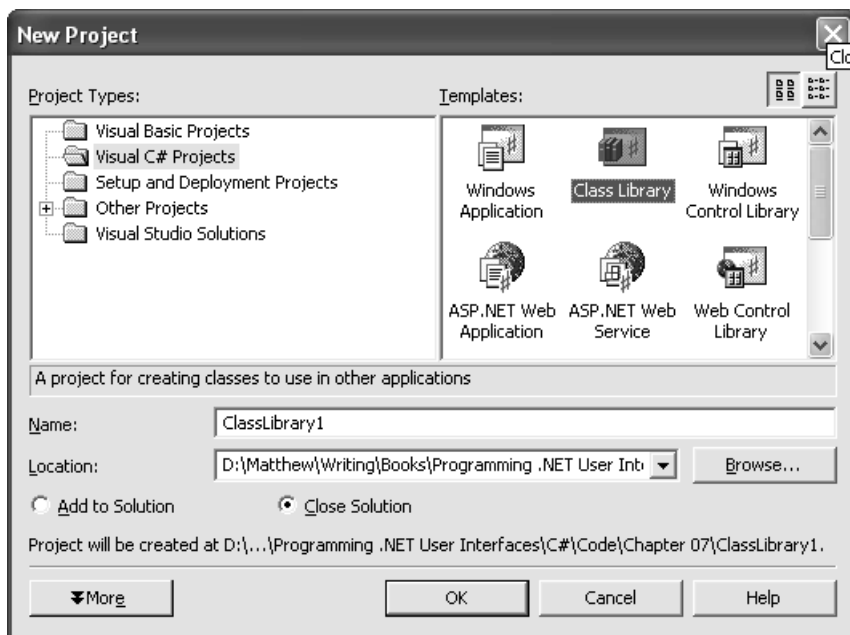 New Project
Clo
Project Types:
Templates:
Visual Basic Projects
Visual C# Projects
Setup and Deployment Projects
Other Projects
Visual Studio Solutions
Windows Application
Class Library
Windows Control Library
ASP.NET Web Application
ASP.NET Web Service
Web Control Library
A project for creating classes to use in other applications
Name:
ClassLibrary1
Location:
D:\Matthew\Writing\Books\Programming .NET User Int
Browse...
Add to Solution
Close Solution
Project will be created at D:\...\Programming .NET User Interfaces\C#\Code\Chapter 07\ClassLibrary1.
More
OK
Cancel
Help